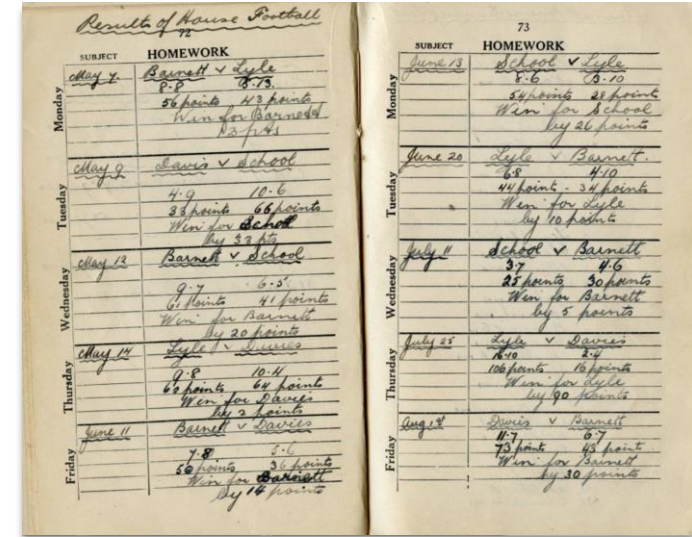 Results of House Football
72
SUBJECT HOMEWORK
Monday
May 7 Barnett v Lyle
8.8 5.13
56 points 43 points
Win for Barnett
13 pts
Tuesday
May 9 Davis v School
4.9 10.6
33 points 66 points
Win for School
by 33 pts
Wednesday
May 12 Barnett v School
9.7 6.5
61 points 41 points
Win for Barnett
by 20 points
Thursday
May 14 Lyle v Davies
9.8 10.4
62 points 64 points
Win for Davies
by 2 points
Friday
June 11 Barnett v Davies
7.8 5.6
50 points 36 points
Win for Barnett
by 14 points
73
SUBJECT HOMEWORK
Monday
June 13 School v Lyle
8.6 3.10
54 points 28 points
Win for School
by 26 points
Tuesday
June 20 Lyle v Barnett.
6.8 4.10
44 point - 34 points
Win for Lyle
by 10 points
Wednesday
July 11 School v Barnett
3.7 4.6
25 points 30 points
Win for Barnett
by 5 points
Thursday
July 25 Lyle v Davies
16.10 2.4
106 points 16 points
Win for Lyle
by 90 points
Friday
Aug 1st Davies v Barnett
11.7 6.7
73 points 43 points
Win for Barnett
by 30 points